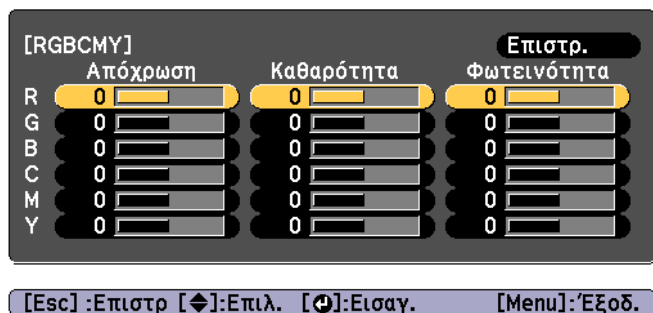 [RGBCMY] Επιστρ.
Απόχρωση Καθαρότητα Φωτεινότητα
R 0 0 0
G 0 0 0
B 0 0 0
C 0 0 0
M 0 0 0
Y 0 0 0
[Esc] :Επιστρ [◆]:Επιλ. [⏎]:Εισαγ. [Menu]:Έξοδ.